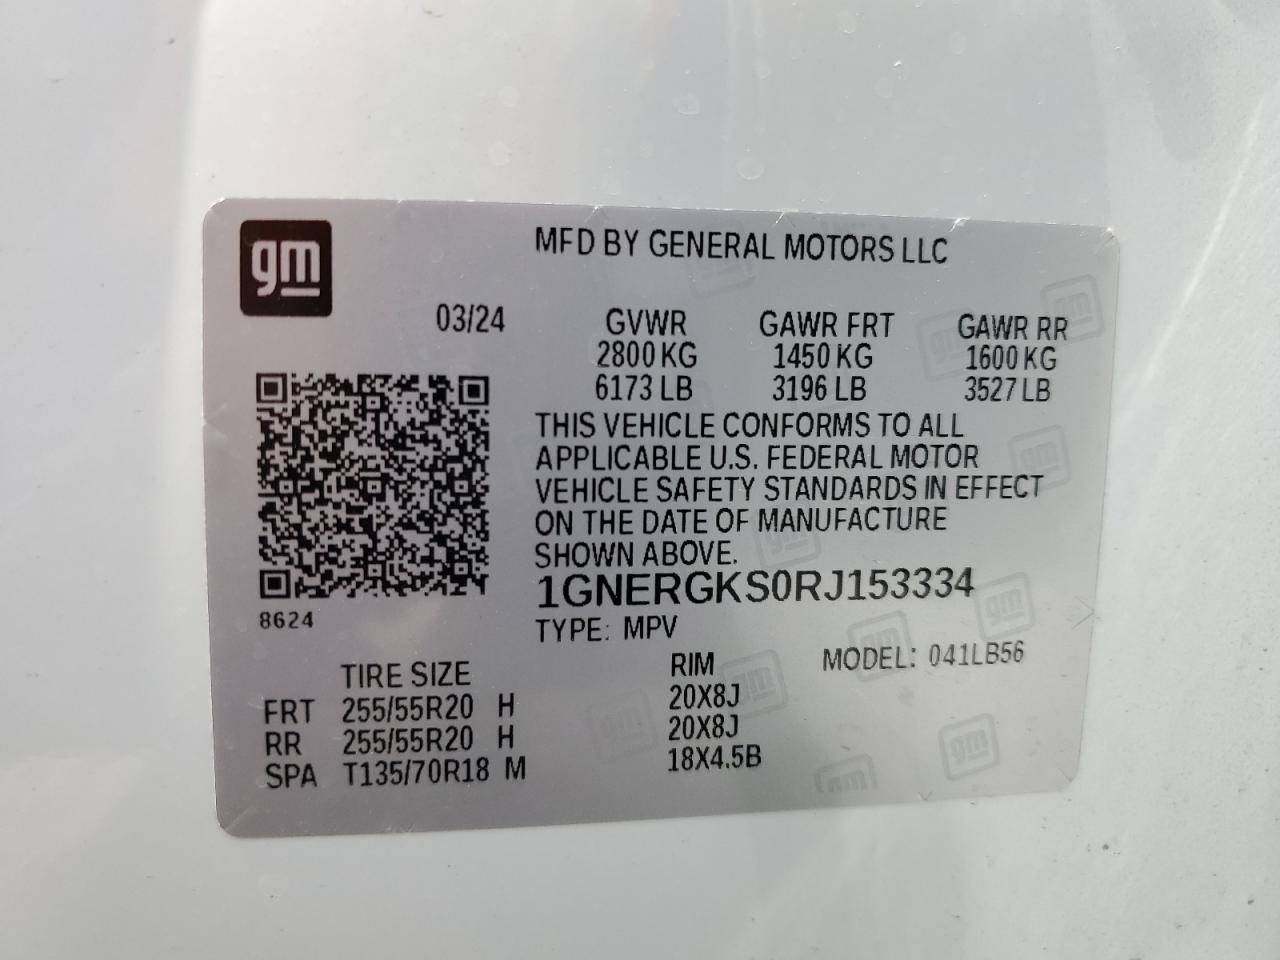 gm
MFD BY GENERAL MOTORS LLC
03/24 GVWR GAWR FRT GAWR RR
2800 KG 1450 KG 1600 KG
6173 LB 3196 LB 3527 LB
THIS VEHICLE CONFORMS TO ALL
APPLICABLE U.S. FEDERAL MOTOR
VEHICLE SAFETY STANDARDS IN EFFECT
ON THE DATE OF MANUFACTURE
SHOWN ABOVE.
1GNERGKS0RJ153334
8624
TYPE: MPV
MODEL: 041LB56
TIRE SIZE RIM
FRT 255/55R20 H 20X8J
RR 255/55R20 H 20X8J
SPA T135/70R18 M 18X4.5B